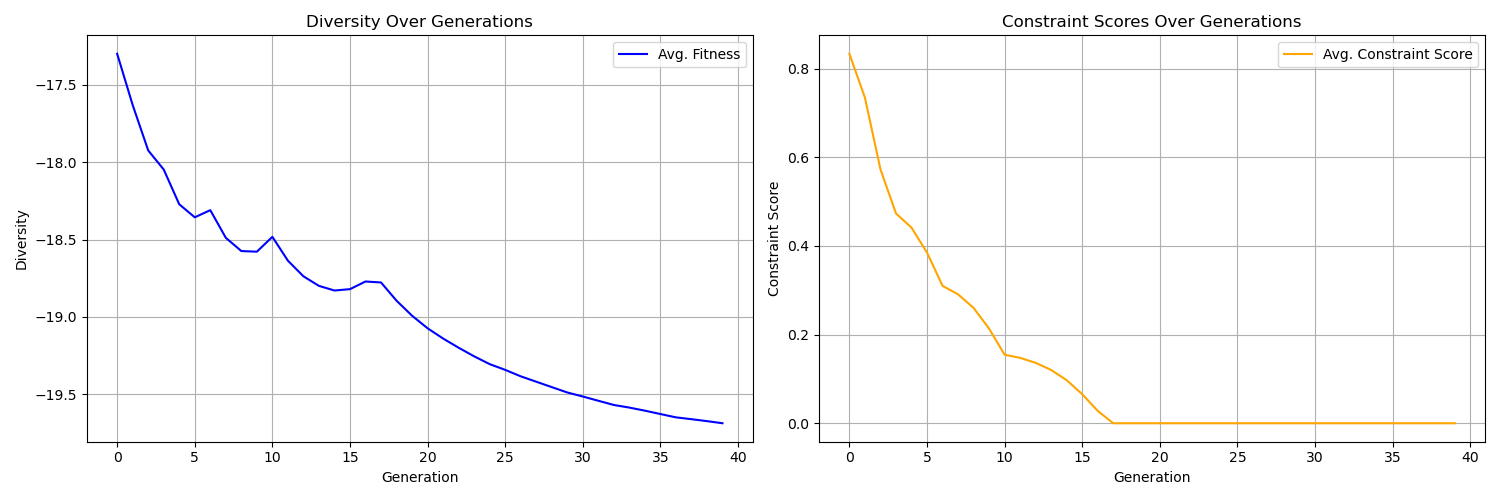 Diversity Over Generations
Avg. Fitness
−17.5
−18.0
−18.5
−19.0
−19.5
Diversity
0 5 10 15 20 25 30 35 40
Generation
Constraint Scores Over Generations
Avg. Constraint Score
0.8
0.6
0.4
0.2
0.0
Constraint Score
0 5 10 15 20 25 30 35 40
Generation